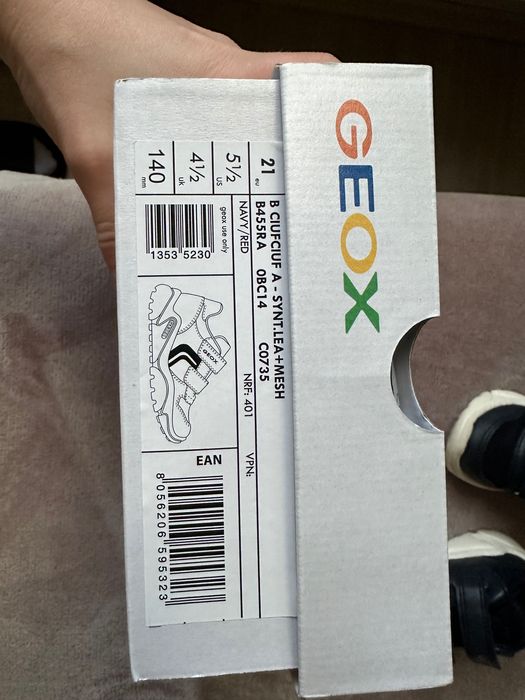 GEOX
21
eu
5½
US
4½
uk
140
mm
B CIUFCIUF A - SYNT.LEA+MESH
B455RA 0BC14 C0735
NAVY/RED NRF: 401 VPN:
geox use only
1353 5230
GEOX
EAN
8 056206 595323